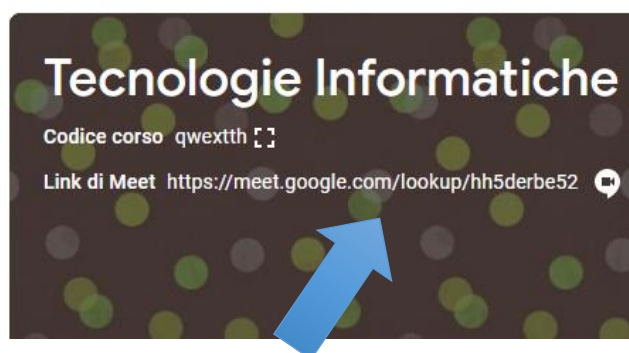 Tecnologie Informatiche
Codice corso qwextth
Link di Meet https://meet.google.com/lookup/hh5derbe52